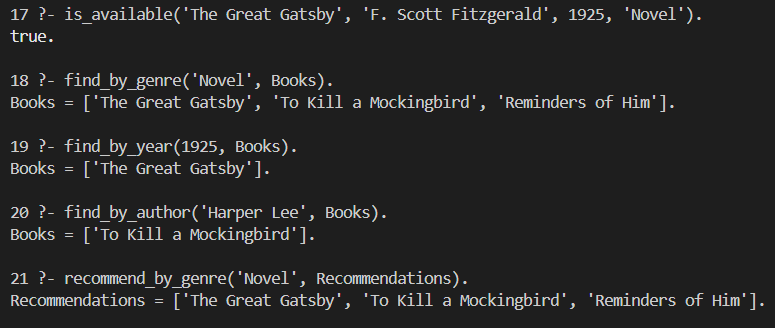 17 ?- is_available('The Great Gatsby', 'F. Scott Fitzgerald', 1925, 'Novel').
true.
18 ?- find_by_genre('Novel', Books).
Books = ['The Great Gatsby', 'To Kill a Mockingbird', 'Reminders of Him'].
19 ?- find_by_year(1925, Books).
Books = ['The Great Gatsby'].
20 ?- find_by_author('Harper Lee', Books).
Books = ['To Kill a Mockingbird'].
21 ?- recommend_by_genre('Novel', Recommendations).
Recommendations = ['The Great Gatsby', 'To Kill a Mockingbird', 'Reminders of Him'].